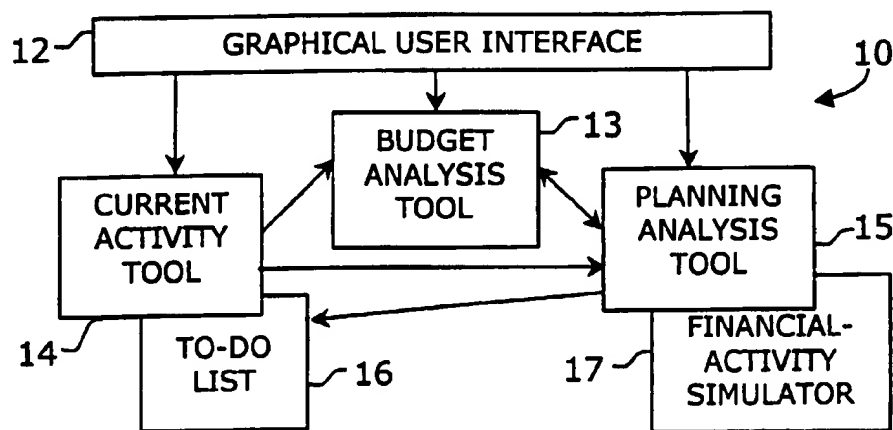 12
GRAPHICAL USER INTERFACE
10
BUDGET
ANALYSIS
TOOL
13
CURRENT
ACTIVITY
TOOL
14
PLANNING
ANALYSIS
TOOL
15
TO-DO
LIST
16
17
FINANCIAL-
ACTIVITY
SIMULATOR